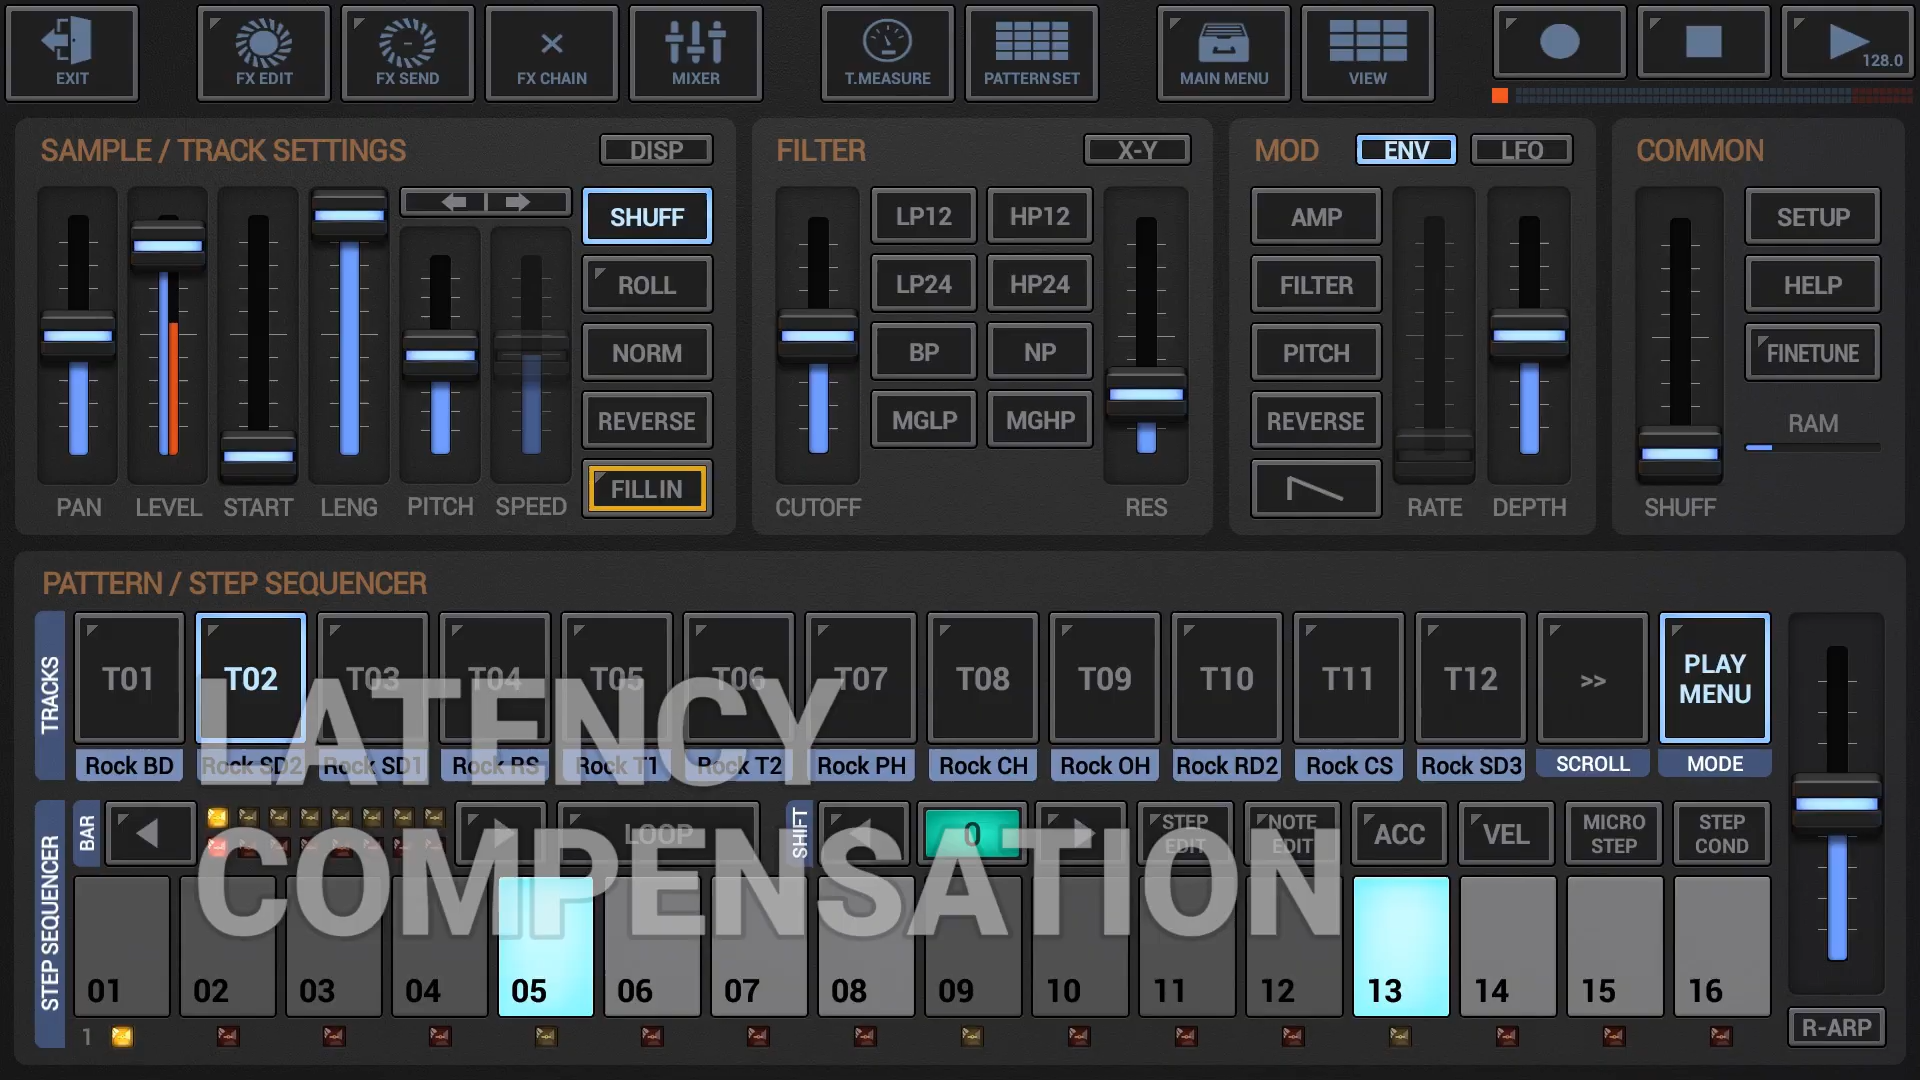 EXIT
FX EDIT
FX SEND
FX CHAIN
MIXER
T.MEASURE
PATTERN SET
MAIN MENU
VIEW
128.0
SAMPLE / TRACK SETTINGS
DISP
FILTER
X-Y
MOD
ENV
LFO
COMMON
SHUFF
ROLL
NORM
REVERSE
FILL IN
PAN
LEVEL
START
LENG
PITCH
SPEED
LP12
HP12
LP24
HP24
BP
NP
MGLP
MGHP
CUTOFF
RES
AMP
FILTER
PITCH
REVERSE
RATE
DEPTH
SETUP
HELP
FINETUNE
RAM
SHUFF
PATTERN / STEP SEQUENCER
TRACKS
T01
T02
T03
T04
T05
T06
T07
T08
T09
T10
T11
T12
>>
PLAY
MENU
Rock BD
Rock SD2
Rock SD1
Rock RS
Rock T1
Rock T2
Rock PH
Rock CH
Rock OH
Rock RD2
Rock CS
Rock SD3
SCROLL
MODE
LATENCY
COMPENSATION
STEP SEQUENCER
BAR
LOOP
SHIFT
0
STEP
EDIT
NOTE
EDIT
ACC
VEL
MICRO
STEP
STEP
COND
01
02
03
04
05
06
07
08
09
10
11
12
13
14
15
16
1
R-ARP